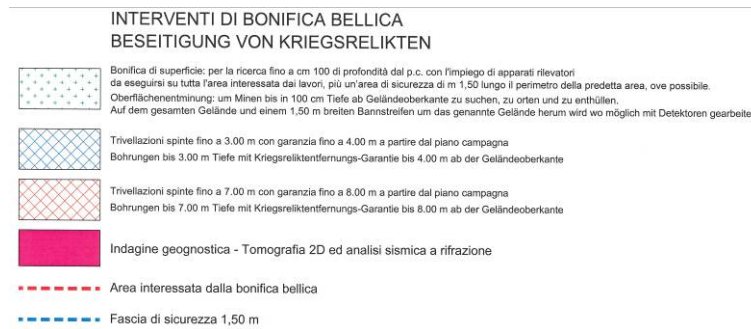 INTERVENTI DI BONIFICA BELLICA
BESEITIGUNG VON KRIEGSRELIKTEN
Bonifica di superficie: per la ricerca fino a cm 100 di profondità dal p.c. con l'impiego di apparati rilevatori
da eseguirsi su tutta l'area interessata dai lavori, più un'area di sicurezza di m 1,50 lungo il perimetro della predetta area, ove possibile.
Oberflächenentminung: um Minen bis in 100 cm Tiefe ab Geländeoberkante zu suchen, zu orten und zu enthüllen.
Auf dem gesamten Gelände und einem 1,50 m breiten Bannstreifen um das genannte Gelände herum wird wo möglich mit Detektoren gearbeite
Trivellazioni spinte fino a 3.00 m con garanzia fino a 4.00 m a partire dal piano campagna
Bohrungen bis 3.00 m Tiefe mit Kriegsreliktentfernungs-Garantie bis 4.00 m ab der Geländeoberkante
Trivellazioni spinte fino a 7.00 m con garanzia fino a 8.00 m a partire dal piano campagna
Bohrungen bis 7.00 m Tiefe mit Kriegsreliktentfernungs-Garantie bis 8.00 m ab der Geländeoberkante
Indagine geognostica - Tomografia 2D ed analisi sismica a rifrazione
Area interessata dalla bonifica bellica
Fascia di sicurezza 1,50 m